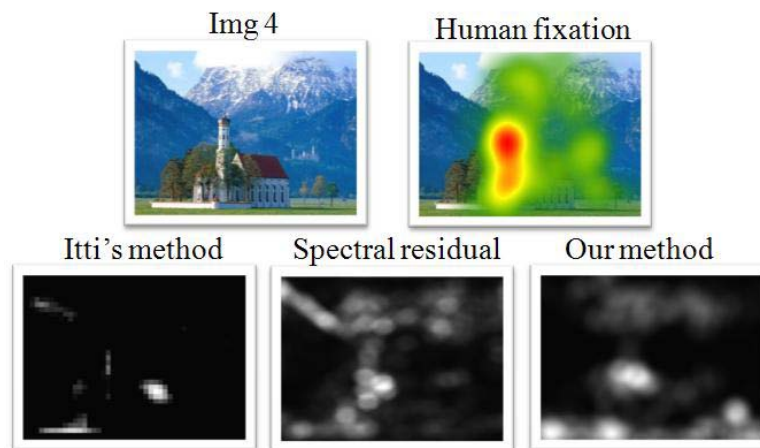 Img 4
Human fixation
Itti's method
Spectral residual
Our method